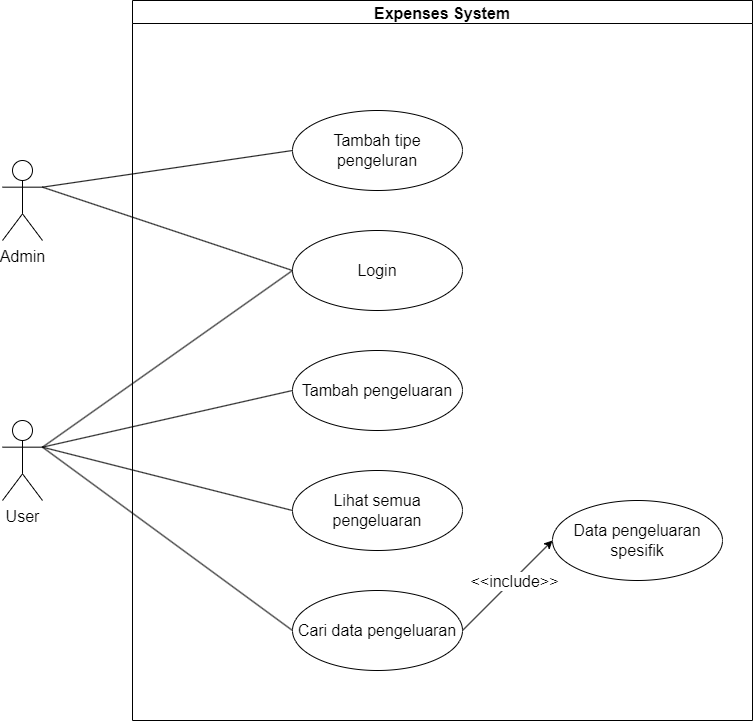 Expenses System
Tambah tipe
pengeluran
Admin
Login
Tambah pengeluaran
User
Lihat semua
pengeluaran
Data pengeluaran
spesifik
<<include>>
Cari data pengeluaran